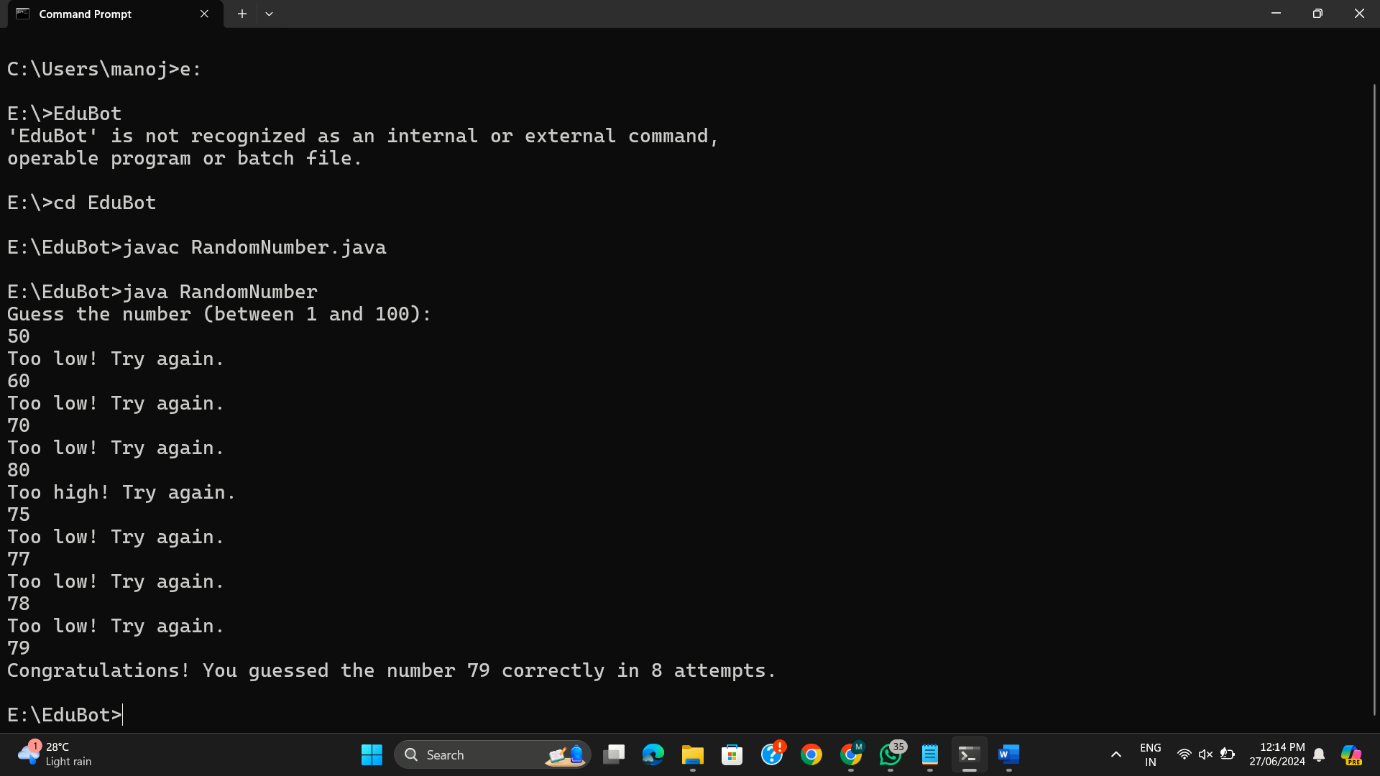 Command Prompt
C:\Users\manoj>e:
E:\>EduBot
'EduBot' is not recognized as an internal or external command,
operable program or batch file.
E:\>cd EduBot
E:\EduBot>javac RandomNumber.java
E:\EduBot>java RandomNumber
Guess the number (between 1 and 100):
50
Too low! Try again.
60
Too low! Try again.
70
Too low! Try again.
80
Too high! Try again.
75
Too low! Try again.
77
Too low! Try again.
78
Too low! Try again.
79
Congratulations! You guessed the number 79 correctly in 8 attempts.
E:\EduBot>
1
28°C
Light rain
Search
M
35
W
ENG
IN
12:14 PM
27/06/2024
PRE